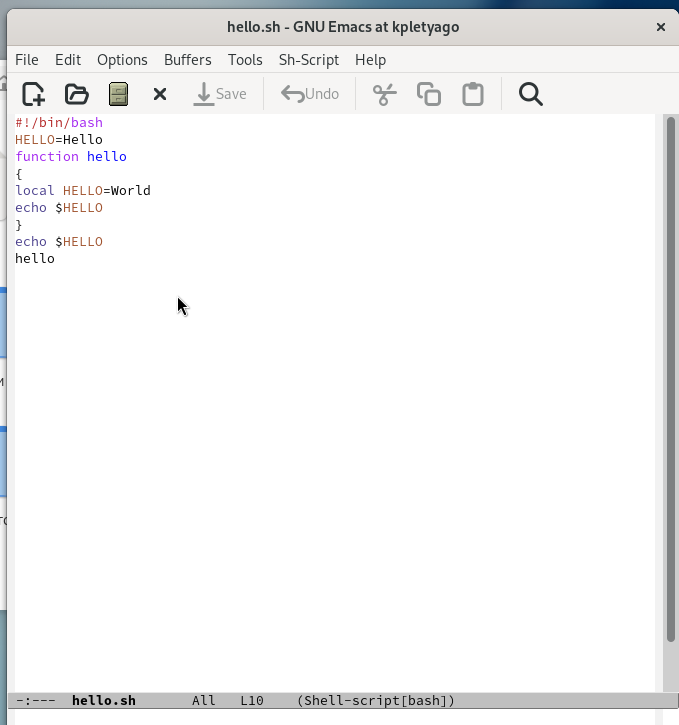 hello.sh - GNU Emacs at kpletyago
File Edit Options Buffers Tools Sh-Script Help
Save Undo
#!/bin/bash
HELLO=Hello
function hello
{
local HELLO=World
echo $HELLO
}
echo $HELLO
hello
-:--- hello.sh All L10 (Shell-script[bash])